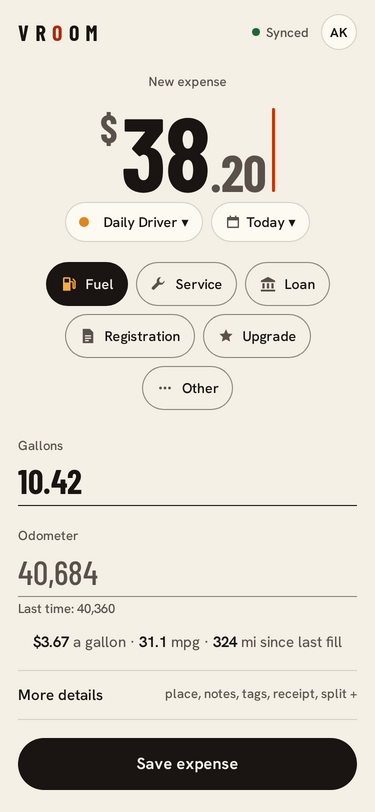 VROOM
Synced
AK
New expense
$38.20
Daily Driver ▾
Today ▾
Fuel
Service
Loan
Registration
Upgrade
Other
Gallons
10.42
Odometer
40,684
Last time: 40,360
$3.67 a gallon · 31.1 mpg · 324 mi since last fill
More details
place, notes, tags, receipt, split +
Save expense